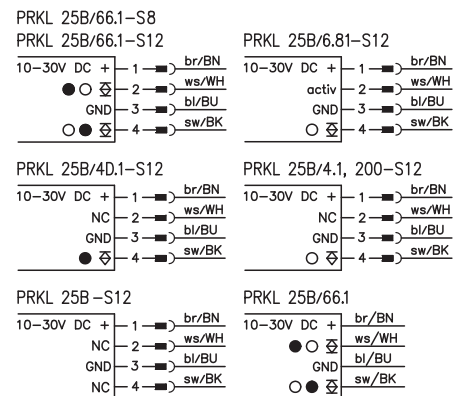 PRKL 25B/66.1-S8
PRKL 25B/66.1-S12
10-30V DC + 1 br/BN
2 ws/WH
GND 3 bl/BU
4 sw/BK
PRKL 25B/6.81-S12
10-30V DC + 1 br/BN
activ 2 ws/WH
GND 3 bl/BU
4 sw/BK
PRKL 25B/4D.1-S12
10-30V DC + 1 br/BN
NC 2 ws/WH
GND 3 bl/BU
4 sw/BK
PRKL 25B/4.1, 200-S12
10-30V DC + 1 br/BN
NC 2 ws/WH
GND 3 bl/BU
4 sw/BK
PRKL 25B-S12
10-30V DC + 1 br/BN
NC 2 ws/WH
GND 3 bl/BU
NC 4 sw/BK
PRKL 25B/66.1
10-30V DC + br/BN
ws/WH
GND bl/BU
sw/BK